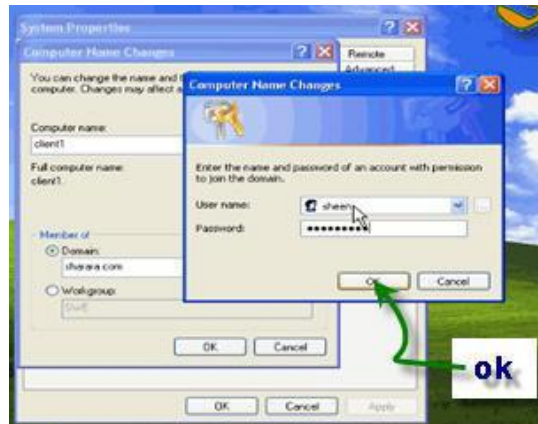 System Properties
Computer Name Changes
Remote
Advanced
You can change the name and
computer. Changes may affect a
Computer name:
client1
Full computer name:
client1.
Member of
Domain:
sharara.com
Workgroup:
OK
Cancel
OK
Cancel
Apply
Computer Name Changes
Enter the name and password of an account with permission
to join the domain.
User name:
Password:
•••••••••
OK
Cancel
ok